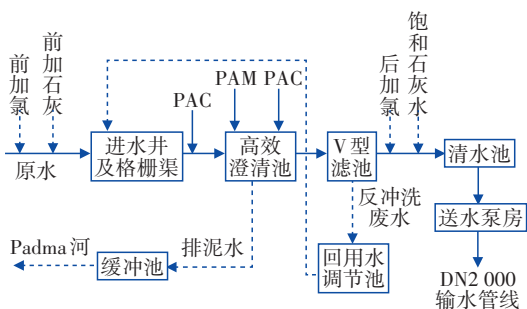 前加氯
前加石灰
PAM PAC
PAC
后加氯
饱和石灰水
原水
进水井
及格栅渠
高效
澄清池
V型
滤池
清水池
反冲洗
废水
送水泵房
Padma河
缓冲池
排泥水
回用水
调节池
DN2 000
输水管线